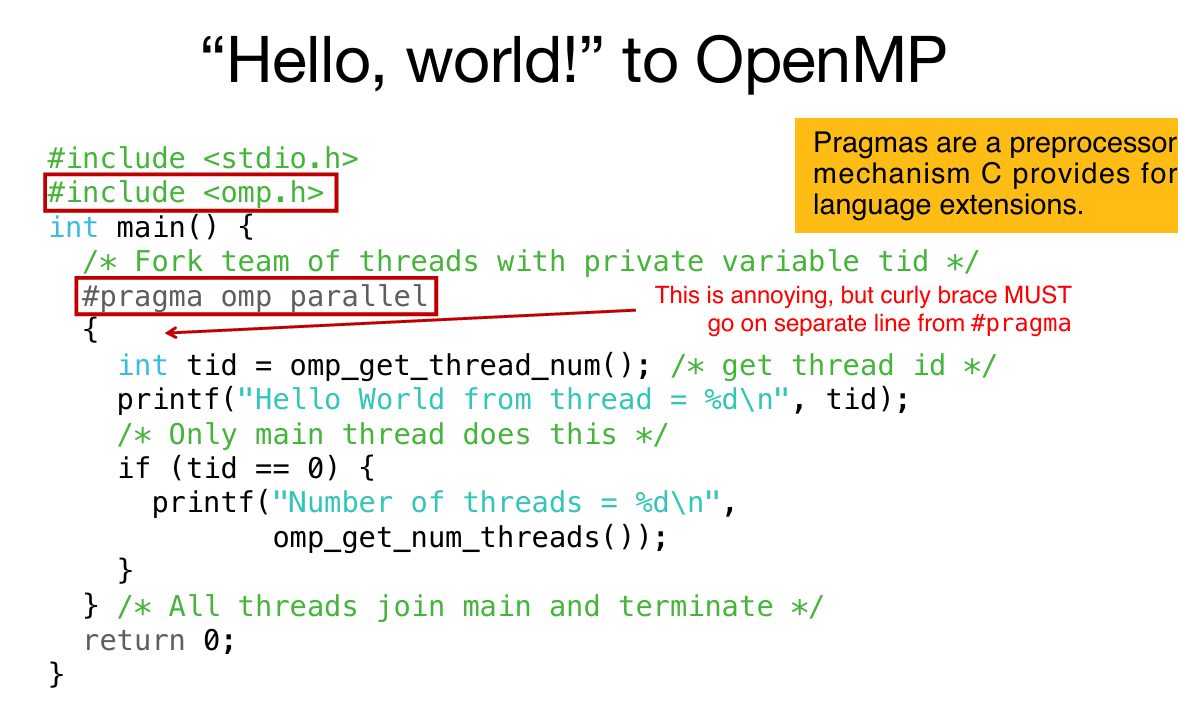 “Hello, world!” to OpenMP
Pragmas are a preprocessor
mechanism C provides for
language extensions.
#include <stdio.h>
#include <omp.h>
int main() {
  /* Fork team of threads with private variable tid */
  #pragma omp parallel
This is annoying, but curly brace MUST
go on separate line from #pragma
  {
    int tid = omp_get_thread_num(); /* get thread id */
    printf("Hello World from thread = %d\n", tid);
    /* Only main thread does this */
    if (tid == 0) {
      printf("Number of threads = %d\n",
             omp_get_num_threads());
    }
  } /* All threads join main and terminate */
  return 0;
}